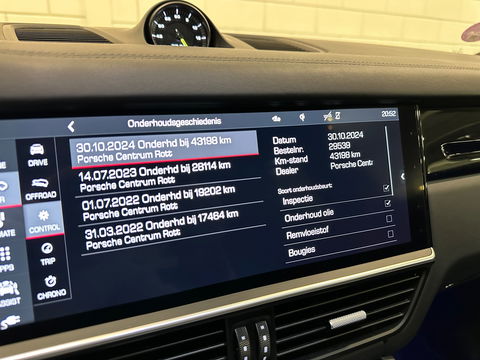 Onderhoudsgeschiedenis
20:52
30.10.2024 Onderhd bij 43198 km
Porsche Centrum Rott
14.07.2023 Onderhd bij 28114 km
Porsche Centrum Rott
01.07.2022 Onderhd bij 19202 km
Porsche Centrum Rott
31.03.2022 Onderhd bij 17464 km
Porsche Centrum Rott
Datum 30.10.2024
Bestelnr. 29539
Km-stand 43198 km
Dealer Porsche Cent
Soort onderhoudsbeurt:
Inspectie
Onderhoud olie
Remvloeistof
Bougies
DRIVE
OFFROAD
CONTROL
TRIP
CHRONO